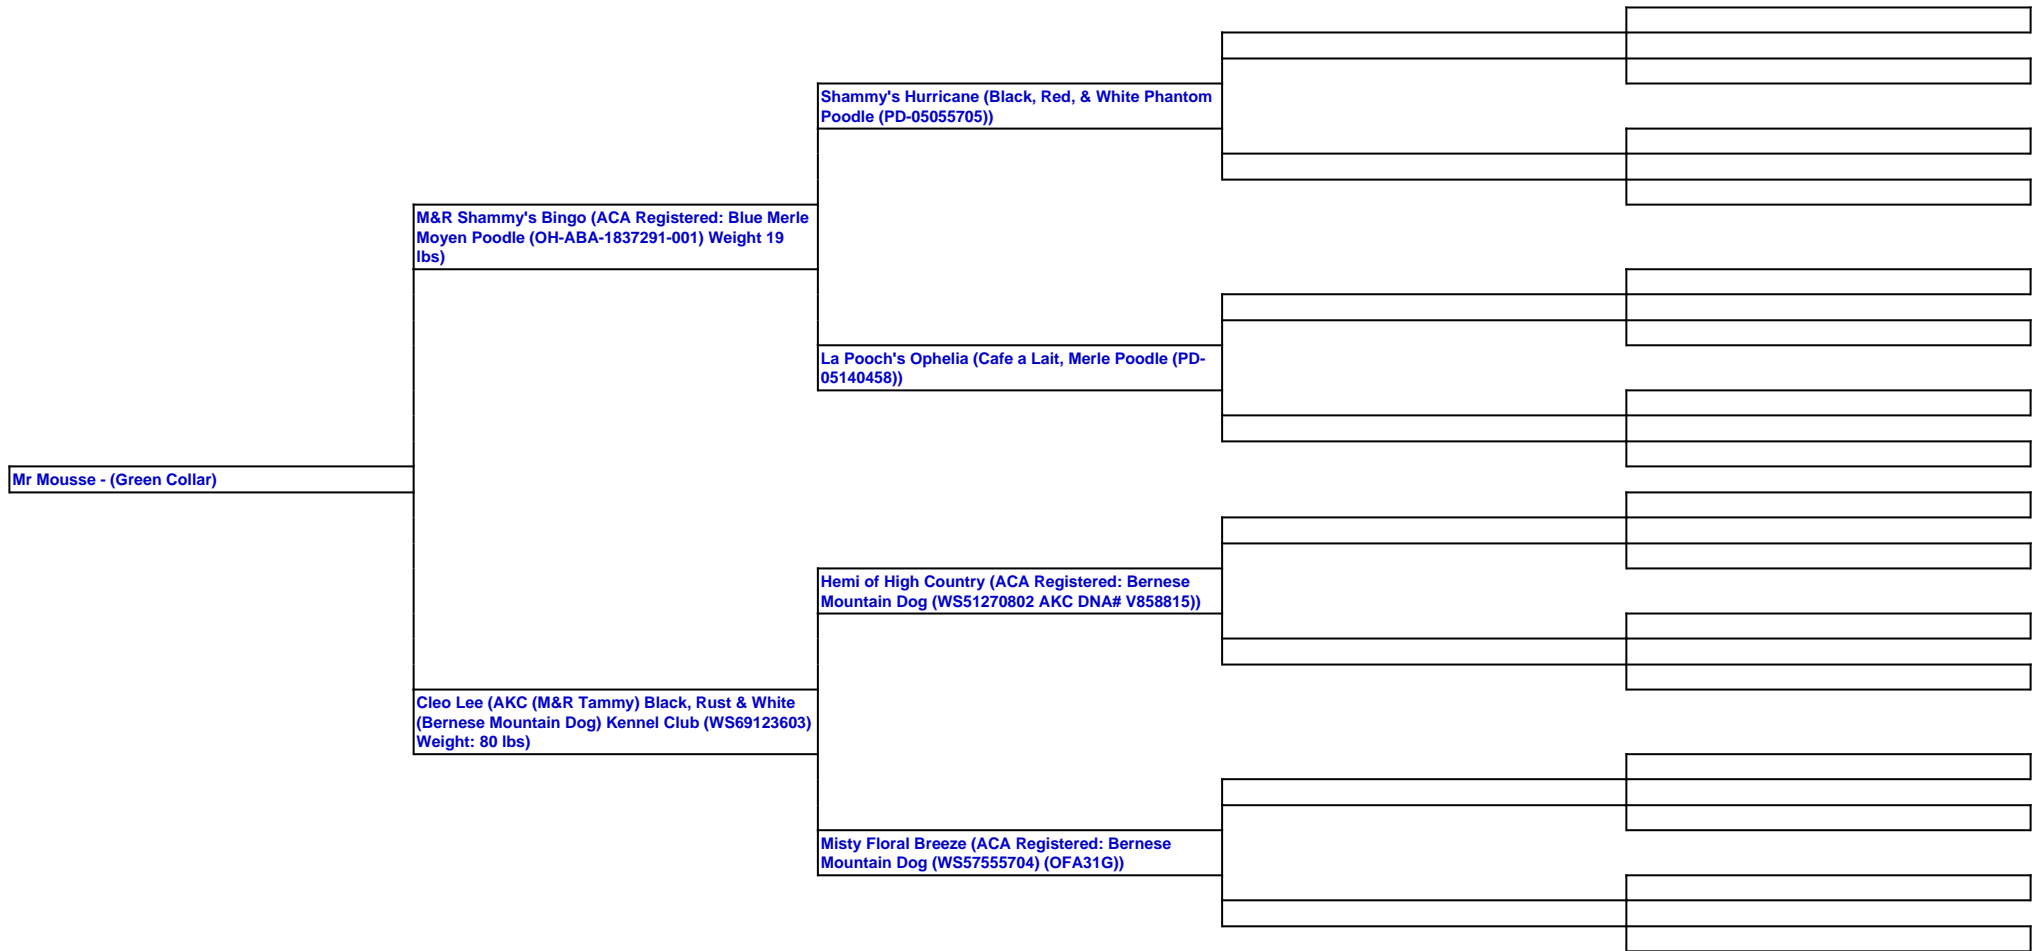 Shammy's Hurricane (Black, Red, & White Phantom
Poodle (PD-05055705))
M&R Shammy's Bingo (ACA Registered: Blue Merle
Moyen Poodle (OH-ABA-1837291-001) Weight 19
lbs)
La Pooch's Ophelia (Cafe a Lait, Merle Poodle (PD-
05140458))
Mr Mousse - (Green Collar)
Hemi of High Country (ACA Registered: Bernese
Mountain Dog (WS51270802 AKC DNA# V858815))
Cleo Lee (AKC (M&R Tammy) Black, Rust & White
(Bernese Mountain Dog) Kennel Club (WS69123603)
Weight: 80 lbs)
Misty Floral Breeze (ACA Registered: Bernese
Mountain Dog (WS57555704) (OFA31G))